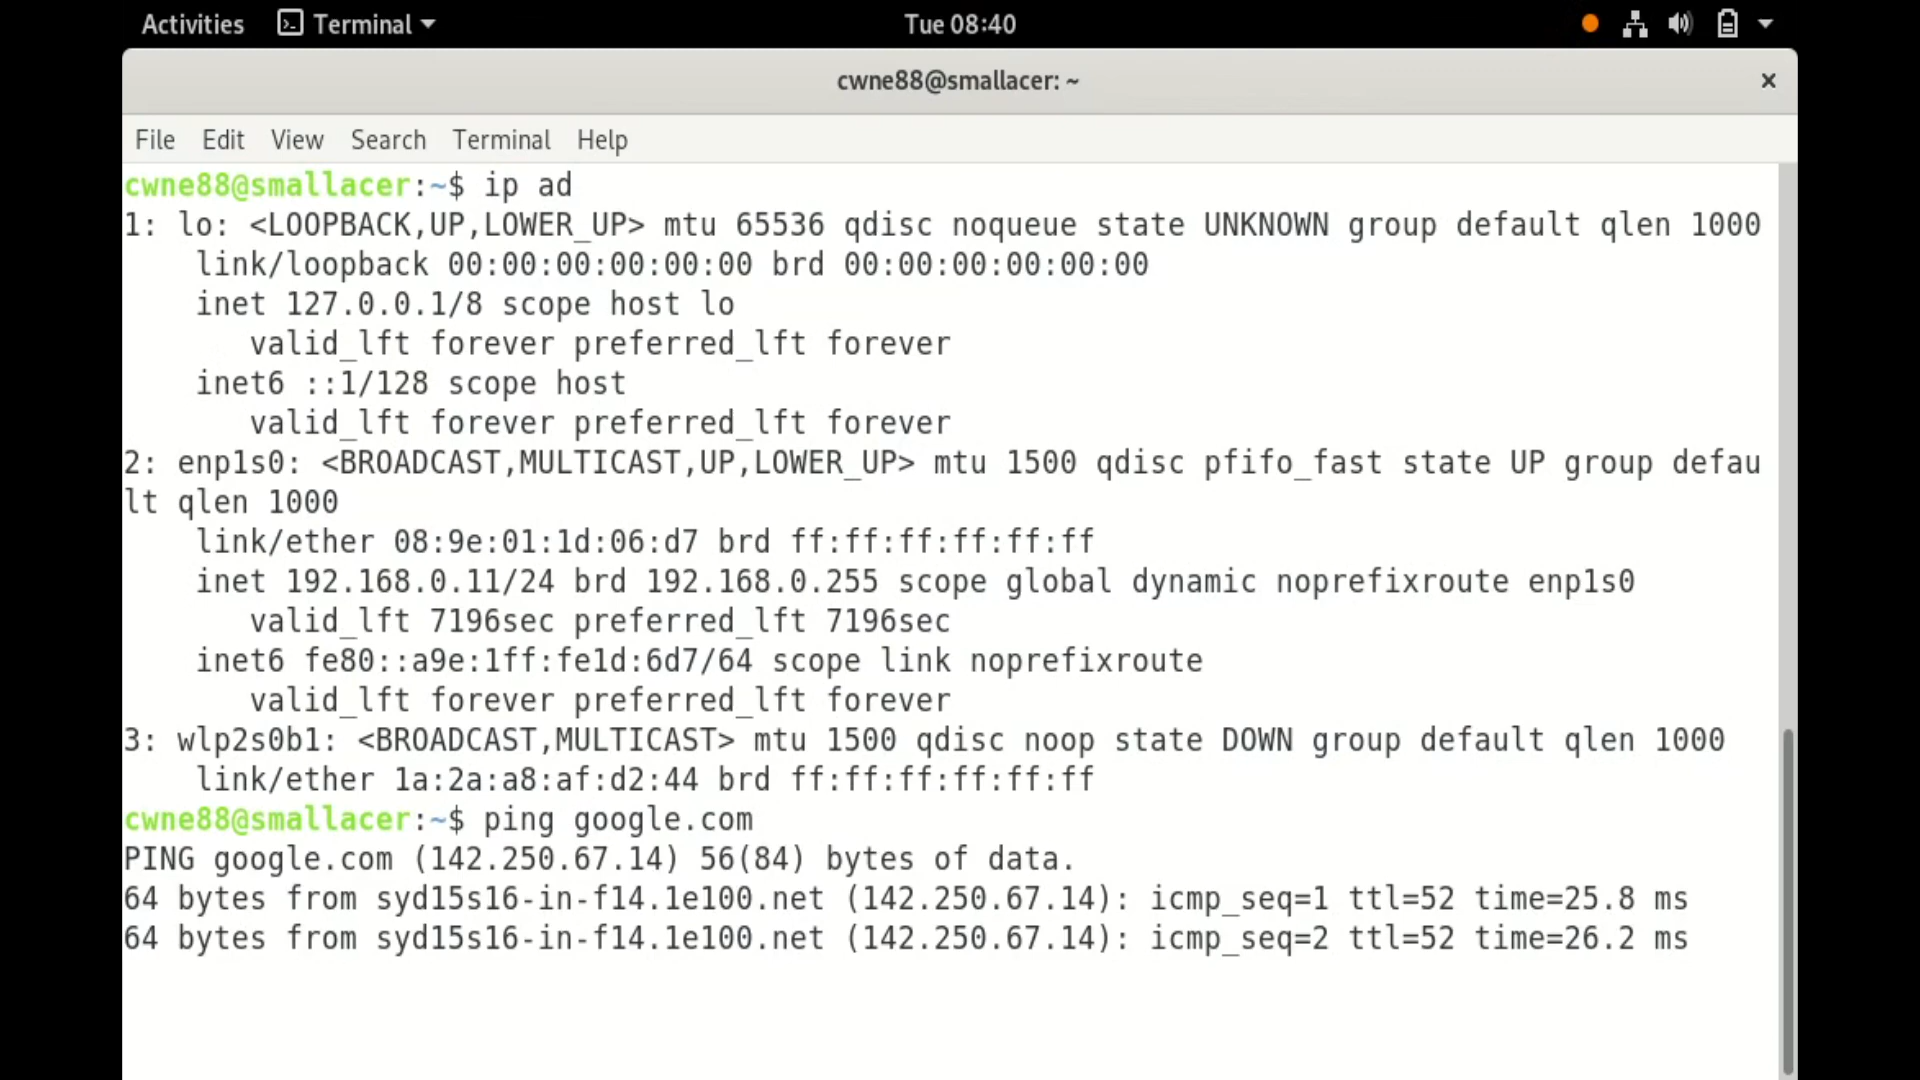 Activities Terminal Tue 08:40
cwne88@smallacer: ~ ×
File Edit View Search Terminal Help
cwne88@smallacer:~$ ip ad
1: lo: <LOOPBACK,UP,LOWER_UP> mtu 65536 qdisc noqueue state UNKNOWN group default qlen 1000
    link/loopback 00:00:00:00:00:00 brd 00:00:00:00:00:00
    inet 127.0.0.1/8 scope host lo
       valid_lft forever preferred_lft forever
    inet6 ::1/128 scope host
       valid_lft forever preferred_lft forever
2: enp1s0: <BROADCAST,MULTICAST,UP,LOWER_UP> mtu 1500 qdisc pfifo_fast state UP group defau
lt qlen 1000
    link/ether 08:9e:01:1d:06:d7 brd ff:ff:ff:ff:ff:ff
    inet 192.168.0.11/24 brd 192.168.0.255 scope global dynamic noprefixroute enp1s0
       valid_lft 7196sec preferred_lft 7196sec
    inet6 fe80::a9e:1ff:fe1d:6d7/64 scope link noprefixroute
       valid_lft forever preferred_lft forever
3: wlp2s0b1: <BROADCAST,MULTICAST> mtu 1500 qdisc noop state DOWN group default qlen 1000
    link/ether 1a:2a:a8:af:d2:44 brd ff:ff:ff:ff:ff:ff
cwne88@smallacer:~$ ping google.com
PING google.com (142.250.67.14) 56(84) bytes of data.
64 bytes from syd15s16-in-f14.1e100.net (142.250.67.14): icmp_seq=1 ttl=52 time=25.8 ms
64 bytes from syd15s16-in-f14.1e100.net (142.250.67.14): icmp_seq=2 ttl=52 time=26.2 ms